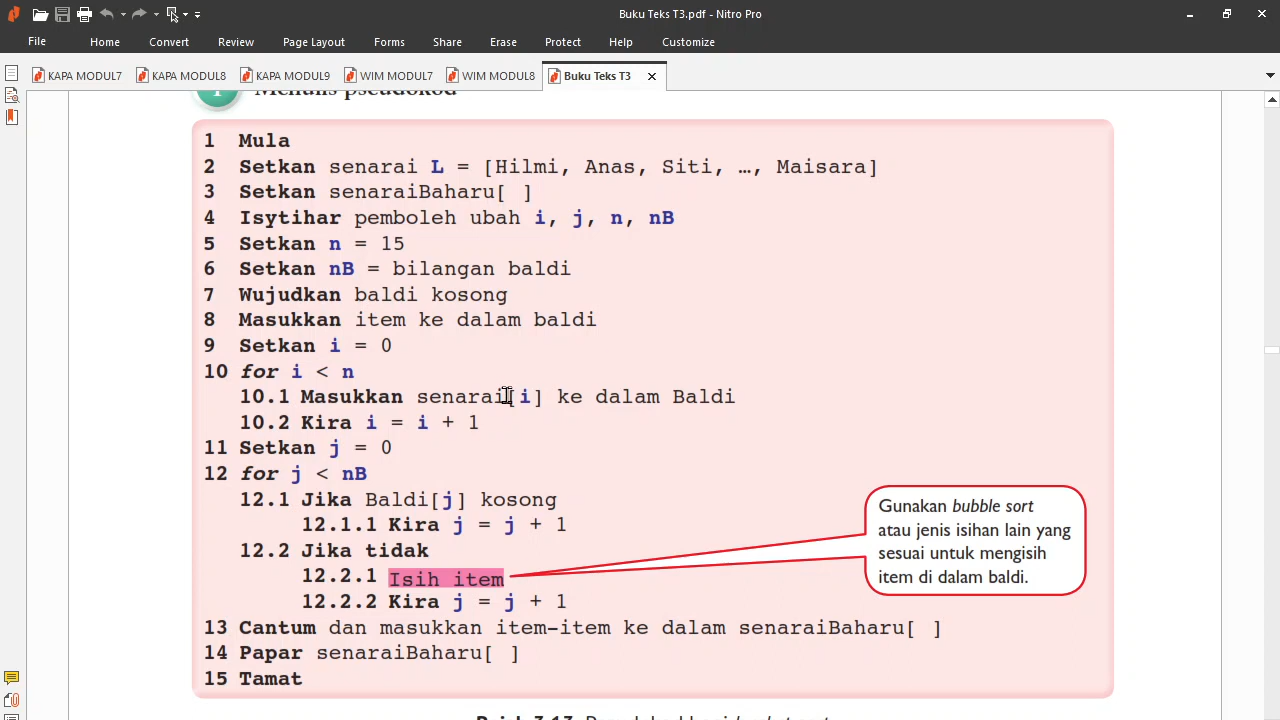 Buku Teks T3.pdf - Nitro Pro
File Home Convert Review Page Layout Forms Share Erase Protect Help Customize
KAPA MODUL7 KAPA MODUL8 KAPA MODUL9 WIM MODUL7 WIM MODUL8 Buku Teks T3
1 Menulis pseudokod
1 Mula
2 Setkan senarai L = [Hilmi, Anas, Siti, …, Maisara]
3 Setkan senaraiBaharu[ ]
4 Isytihar pemboleh ubah i, j, n, nB
5 Setkan n = 15
6 Setkan nB = bilangan baldi
7 Wujudkan baldi kosong
8 Masukkan item ke dalam baldi
9 Setkan i = 0
10 for i < n
10.1 Masukkan senarai[i] ke dalam Baldi
10.2 Kira i = i + 1
11 Setkan j = 0
12 for j < nB
12.1 Jika Baldi[j] kosong
12.1.1 Kira j = j + 1
12.2 Jika tidak
12.2.1 Isih item
12.2.2 Kira j = j + 1
13 Cantum dan masukkan item-item ke dalam senaraiBaharu[ ]
14 Papar senaraiBaharu[ ]
15 Tamat
Gunakan bubble sort
atau jenis isihan lain yang
sesuai untuk mengisih
item di dalam baldi.